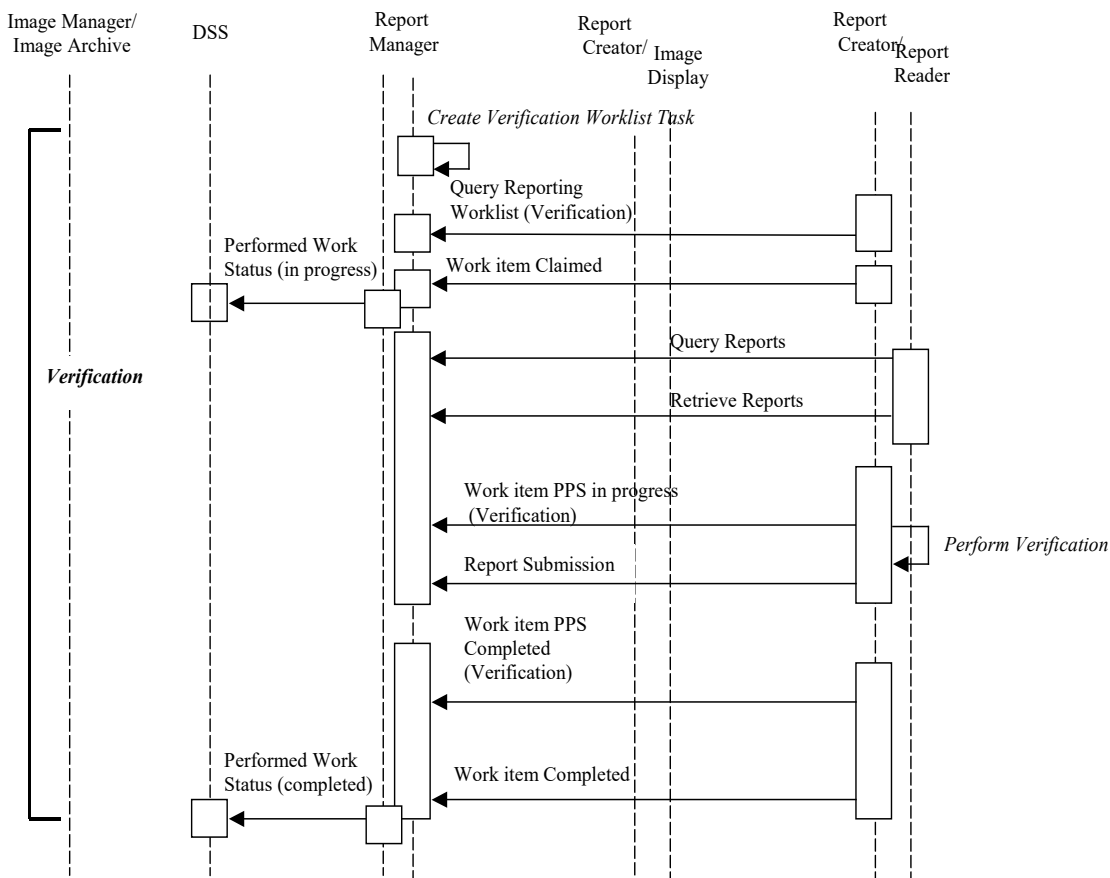 Image Manager/
Image Archive
DSS
Report
Manager
Report
Creator/
Image
Display
Report
Creator/
Report
Reader
Create Verification Worklist Task
Query Reporting
Worklist (Verification)
Performed Work
Status (in progress)
Work item Claimed
Query Reports
Verification
Retrieve Reports
Work item PPS in progress
(Verification)
Perform Verification
Report Submission
Work item PPS
Completed
(Verification)
Performed Work
Status (completed)
Work item Completed